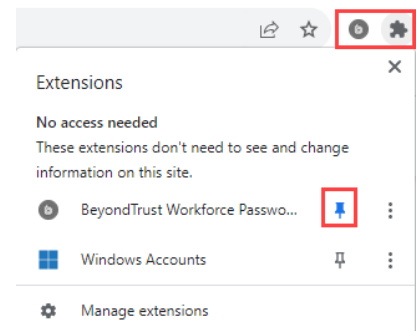 Extensions
No access needed
These extensions don't need to see and change
information on this site.
BeyondTrust Workforce Passwo...
Windows Accounts
Manage extensions